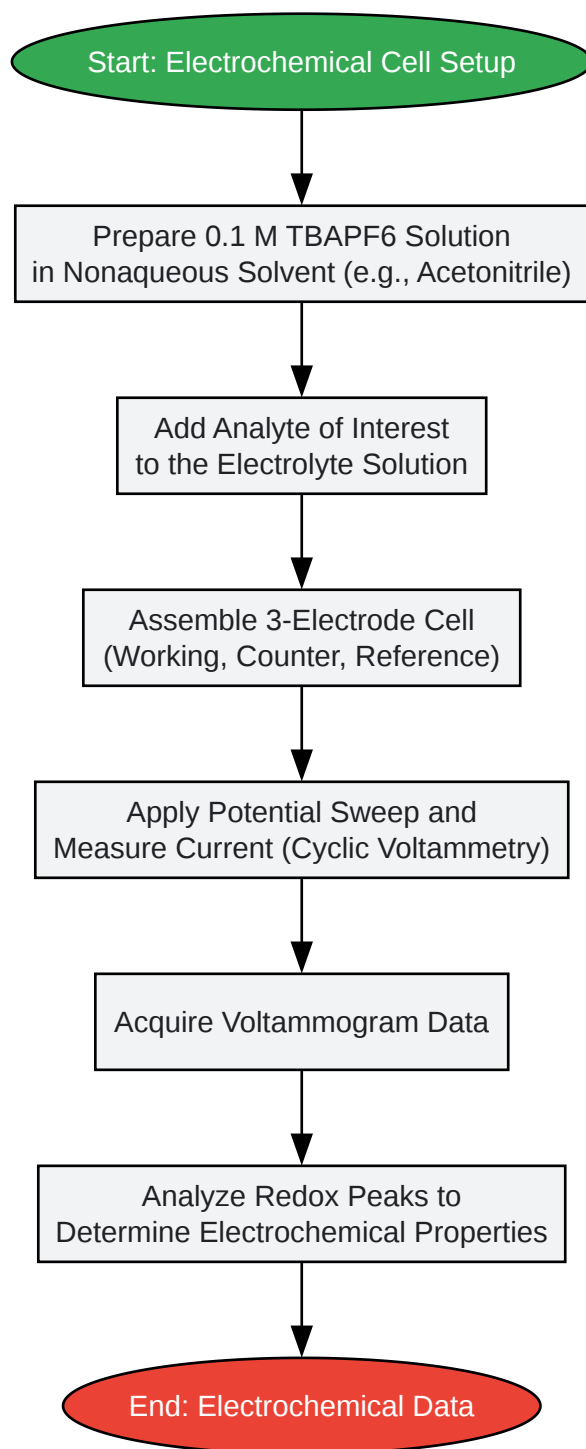 Start: Electrochemical Cell Setup
Prepare 0.1 M TBAPF6 Solution
in Nonaqueous Solvent (e.g., Acetonitrile)
Add Analyte of Interest
to the Electrolyte Solution
Assemble 3-Electrode Cell
(Working, Counter, Reference)
Apply Potential Sweep and
Measure Current (Cyclic Voltammetry)
Acquire Voltammogram Data
Analyze Redox Peaks to
Determine Electrochemical Properties
End: Electrochemical Data